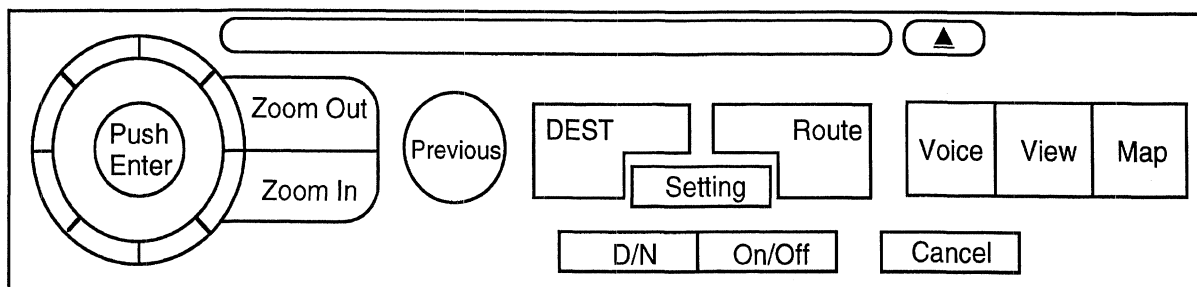 Push
Enter
Zoom Out
Zoom In
Previous
DEST
Route
Setting
Voice
View
Map
D/N
On/Off
Cancel